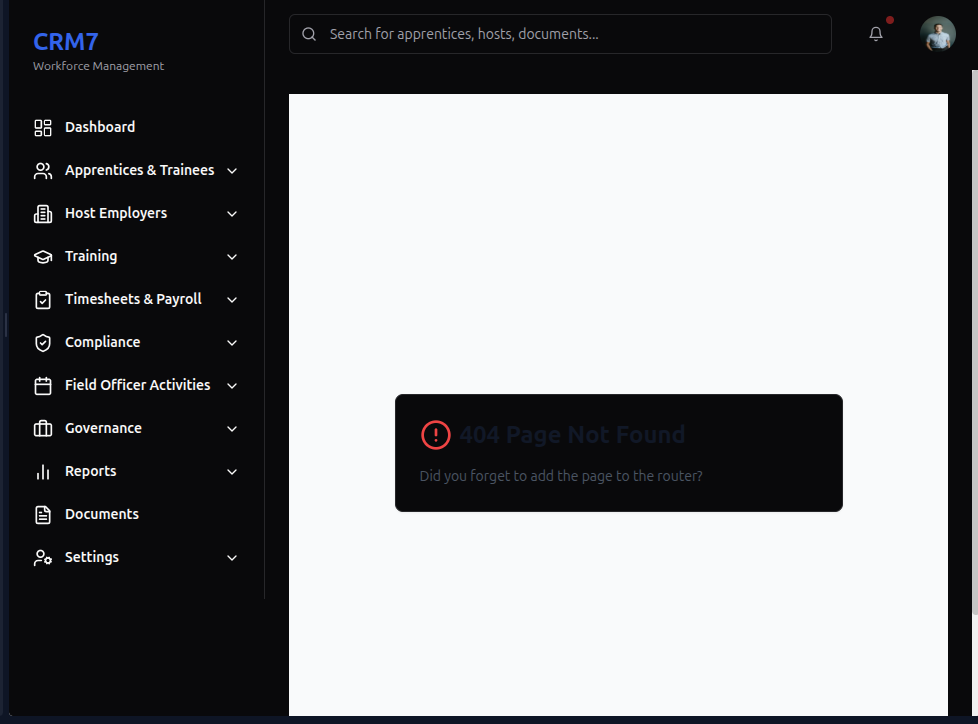 CRM7
Workforce Management
Search for apprentices, hosts, documents...
Dashboard
Apprentices & Trainees
Host Employers
Training
Timesheets & Payroll
Compliance
Field Officer Activities
Governance
Reports
Documents
Settings
404 Page Not Found
Did you forget to add the page to the router?